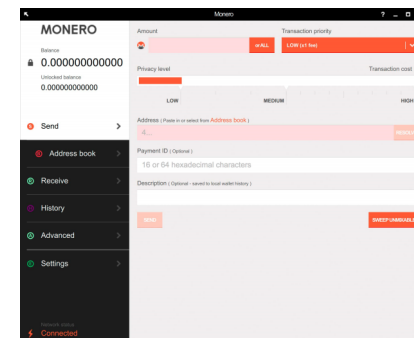 Monero
? _
MONERO
Balance
0.000000000000
Unlocked balance
0.000000000000
Send >
Address book >
Receive >
History >
Advanced >
Settings >
Network status
Connected
Amount Transaction priority
or ALL LOW (x1 fee)
Privacy level Transaction cost
LOW MEDIUM HIGH
Address ( Paste in or select from Address book )
4...
Payment ID ( Optional )
16 or 64 hexadecimal characters
Description ( Optional - saved to local wallet history )
SEND SWEEP UNMIXABLE